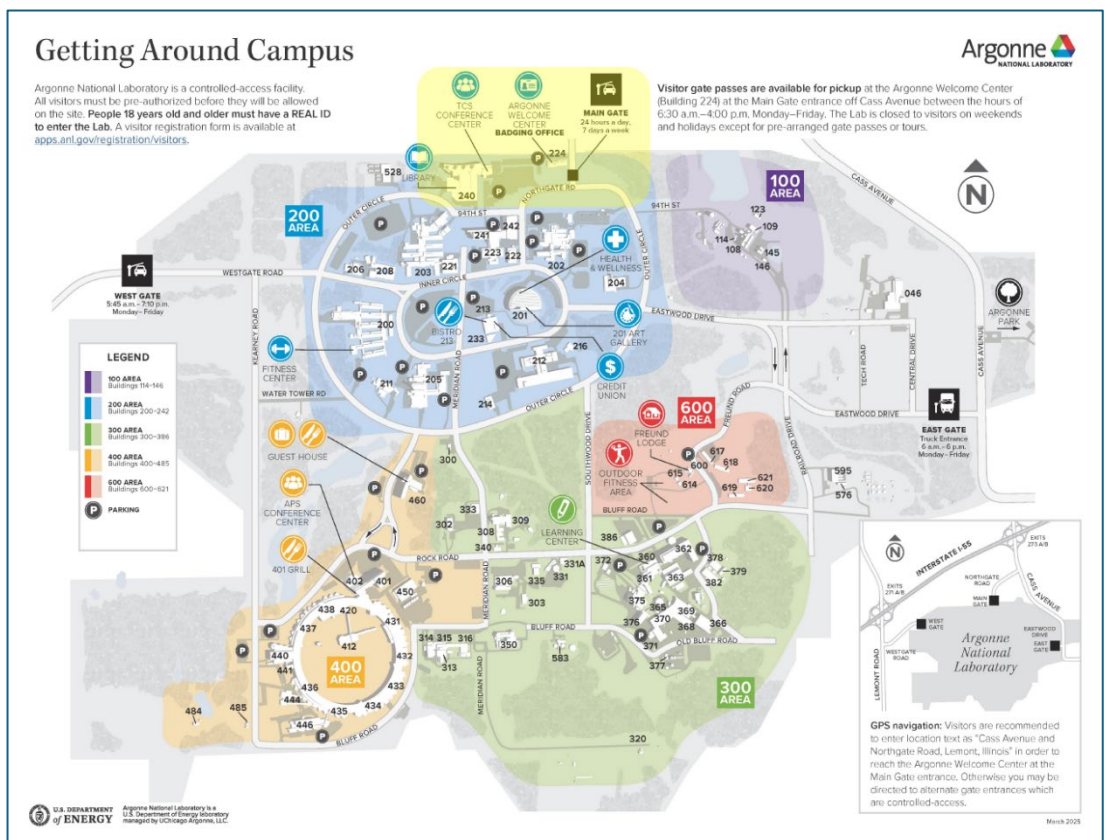 Getting Around Campus
Argonne
NATIONAL LABORATORY
Argonne National Laboratory is a controlled-access facility.
All visitors must be pre-authorized before they will be allowed
on the site. People 18 years old and older must have a REAL ID
to enter the Lab. A visitor registration form is available at
apps.anl.gov/registration/visitors.
Visitor gate passes are available for pickup at the Argonne Welcome Center
(Building 224) at the Main Gate entrance off Cass Avenue between the hours of
6:30 a.m.–4:00 p.m. Monday–Friday. The Lab is closed to visitors on weekends
and holidays except for pre-arranged gate passes or tours.
TCS
CONFERENCE
CENTER
ARGONNE
WELCOME
CENTER
BADGING OFFICE
MAIN GATE
24 hours a day,
7 days a week
P
224
LIBRARY
528
240
P
NORTHGATE RD
100
AREA
CASS AVENUE
N
200
AREA
OUTER CIRCLE
P
94TH ST
P
242
241
P
223
222
P
202
P
94TH ST
123
109
114
108
145
146
HEALTH
& WELLNESS
OUTER CIRCLE
206
208
203
221
204
INNER CIRCLE
WESTGATE ROAD
WEST GATE
5:45 a.m.–7:10 p.m.
Monday–Friday
046
ARGONNE
PARK
P
P
213
201
EASTWOOD DRIVE
KEARNEY ROAD
200
BISTRO
213
233
201 ART
GALLERY
216
212
FITNESS
CENTER
P
P
205
211
P
P
214
MERIDIAN ROAD
CREDIT
UNION
WATER TOWER RD
OUTER CIRCLE
TECH ROAD
CENTRAL DRIVE
CASS AVENUE
EASTWOOD DRIVE
EAST GATE
Truck Entrance
6 a.m.–6 p.m.
Monday–Friday
LEGEND
100 AREA
Buildings 114–146
200 AREA
Buildings 200–242
300 AREA
Buildings 300–386
400 AREA
Buildings 400–485
600 AREA
Buildings 600–621
P
PARKING
600
AREA
FREUND
LODGE
FREUND ROAD
RAILROAD DRIVE
SOUTHWOOD DRIVE
OUTDOOR
FITNESS
AREA
P
600
617
618
615
614
621
619
620
595
576
BLUFF ROAD
GUEST HOUSE
300
P
460
P
P
APS
CONFERENCE
CENTER
LEARNING
CENTER
333
302
308
309
340
386
P
401 GRILL
ROCK ROAD
P
402
401
450
P
MERIDIAN ROAD
306
335
331A
331
303
372
P
360
362
P
378
379
361
363
382
375
365
369
376
370
368
366
P
371
377
OLD BLUFF ROAD
438
420
431
437
P
412
P
440
441
432
436
433
444
435
434
446
P
400
AREA
484
485
BLUFF ROAD
314
315
316
313
350
BLUFF ROAD
583
MERIDIAN ROAD
320
300
AREA
N
INTERSTATE I-55
EXITS
273 A/B
EXITS
271 A/B
NORTHGATE
ROAD
MAIN
GATE
CASS AVENUE
WEST
GATE
EASTWOOD
DRIVE
EAST
GATE
WESTGATE
ROAD
LEMONT ROAD
Argonne
National
Laboratory
GPS navigation: Visitors are recommended
to enter location text as “Cass Avenue and
Northgate Road, Lemont, Illinois” in order to
reach the Argonne Welcome Center at the
Main Gate entrance. Otherwise you may be
directed to alternate gate entrances which
are controlled-access.
U.S. DEPARTMENT
of ENERGY
Argonne National Laboratory is a
U.S. Department of Energy laboratory
managed by UChicago Argonne, LLC.
March 2025